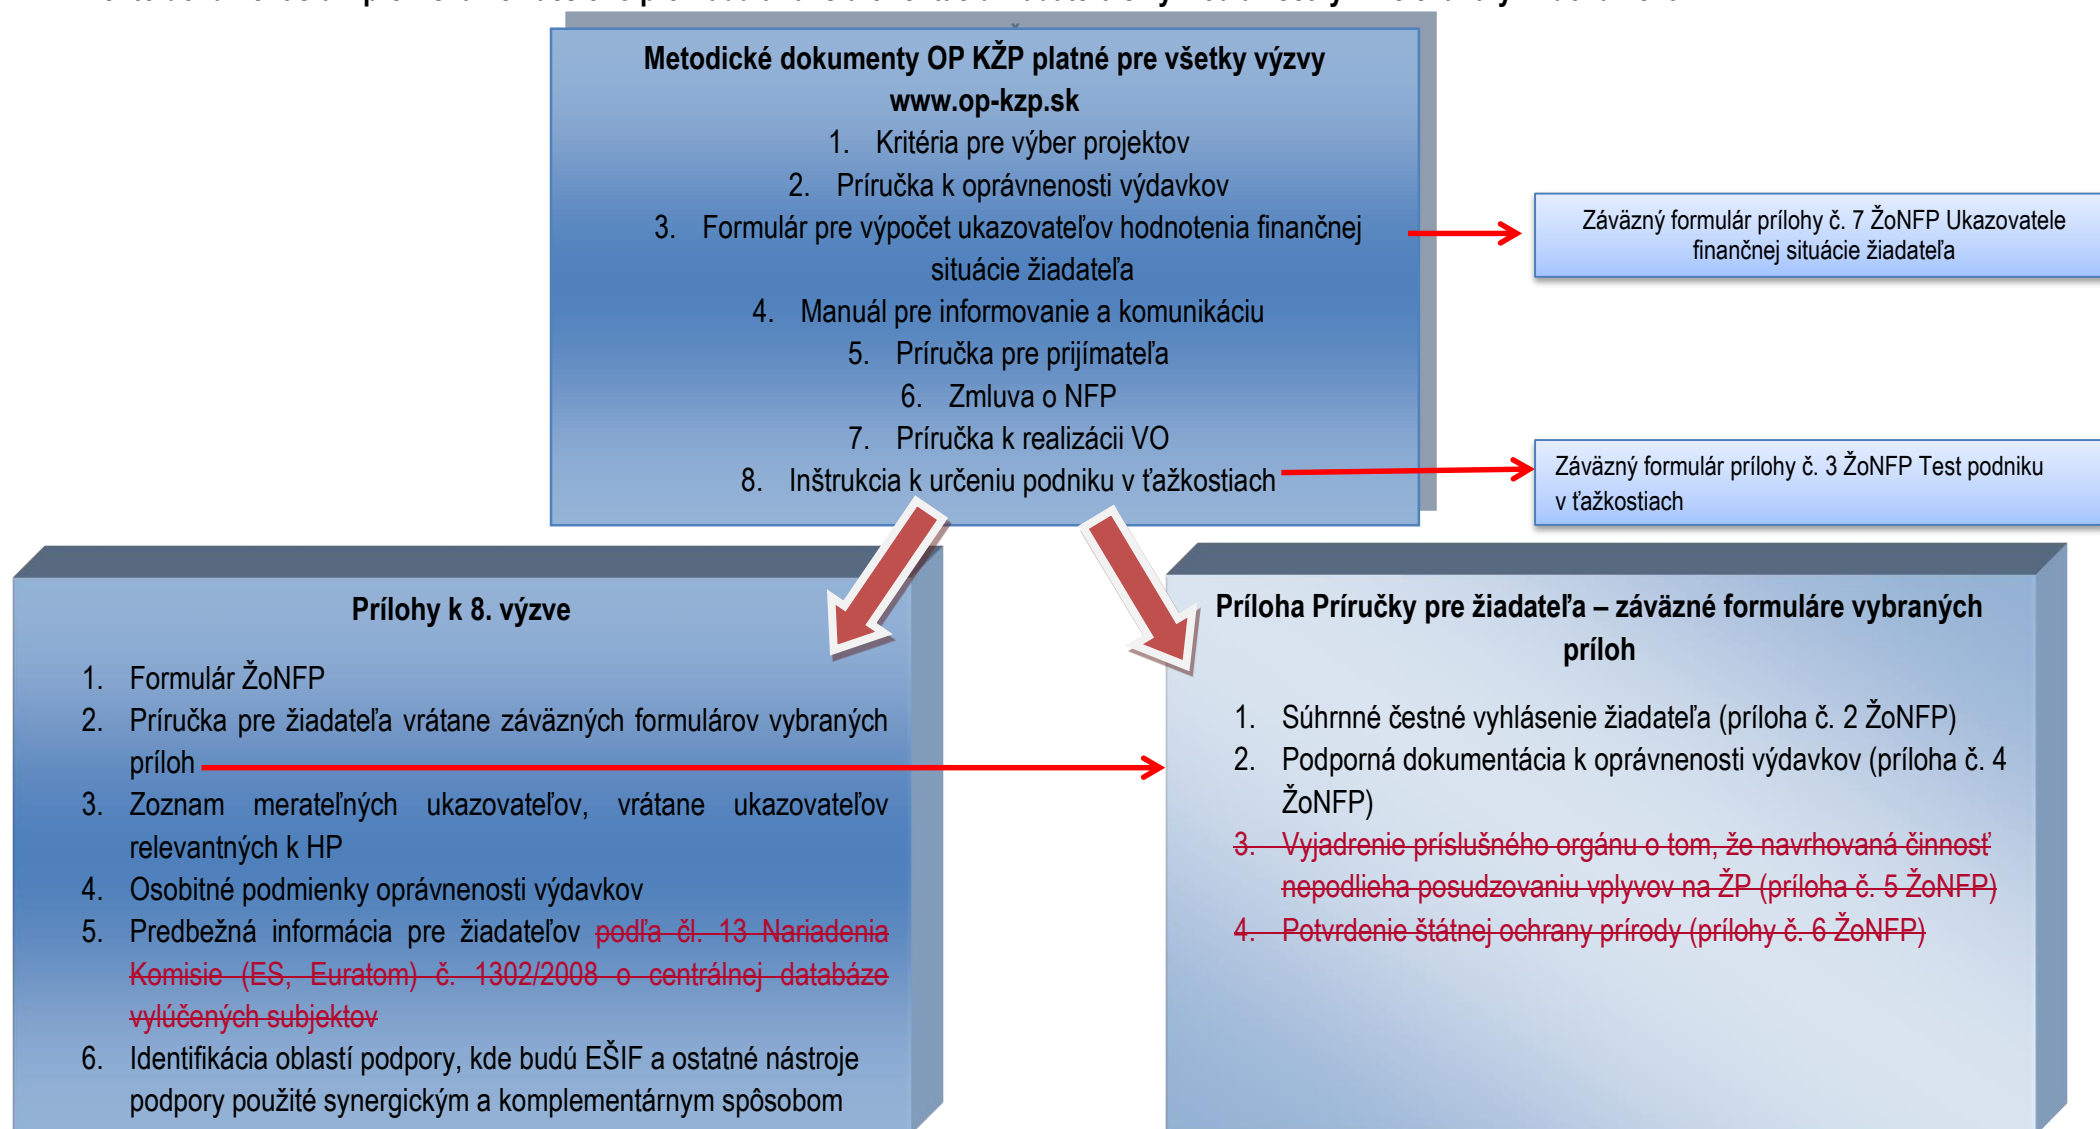 Metodické dokumenty OP KŽP platné pre všetky výzvy
www.op-kzp.sk
1. Kritéria pre výber projektov
2. Príručka k oprávnenosti výdavkov
3. Formulár pre výpočet ukazovateľov hodnotenia finančnej
situácie žiadateľa
4. Manuál pre informovanie a komunikáciu
5. Príručka pre prijímateľa
6. Zmluva o NFP
7. Príručka k realizácii VO
8. Inštrukcia k určeniu podniku v ťažkostiach
Záväzný formulár prílohy č. 7 ŽoNFP Ukazovatele
finančnej situácie žiadateľa
Záväzný formulár prílohy č. 3 ŽoNFP Test podniku
v ťažkostiach
Prílohy k 8. výzve
1. Formulár ŽoNFP
2. Príručka pre žiadateľa vrátane záväzných formulárov vybraných
príloh
3. Zoznam merateľných ukazovateľov, vrátane ukazovateľov
relevantných k HP
4. Osobitné podmienky oprávnenosti výdavkov
5. Predbežná informácia pre žiadateľov podľa čl. 13 Nariadenia
Komisie (ES, Euratom) č. 1302/2008 o centrálnej databáze
vylúčených subjektov
6. Identifikácia oblastí podpory, kde budú EŠIF a ostatné nástroje
podpory použité synergickým a komplementárnym spôsobom
Príloha Príručky pre žiadateľa – záväzné formuláre vybraných
príloh
1. Súhrnné čestné vyhlásenie žiadateľa (príloha č. 2 ŽoNFP)
2. Podporná dokumentácia k oprávnenosti výdavkov (príloha č. 4
ŽoNFP)
3. Vyjadrenie príslušného orgánu o tom, že navrhovaná činnosť
nepodlieha posudzovaniu vplyvov na ŽP (príloha č. 5 ŽoNFP)
4. Potvrdenie štátnej ochrany prírody (prílohy č. 6 ŽoNFP)